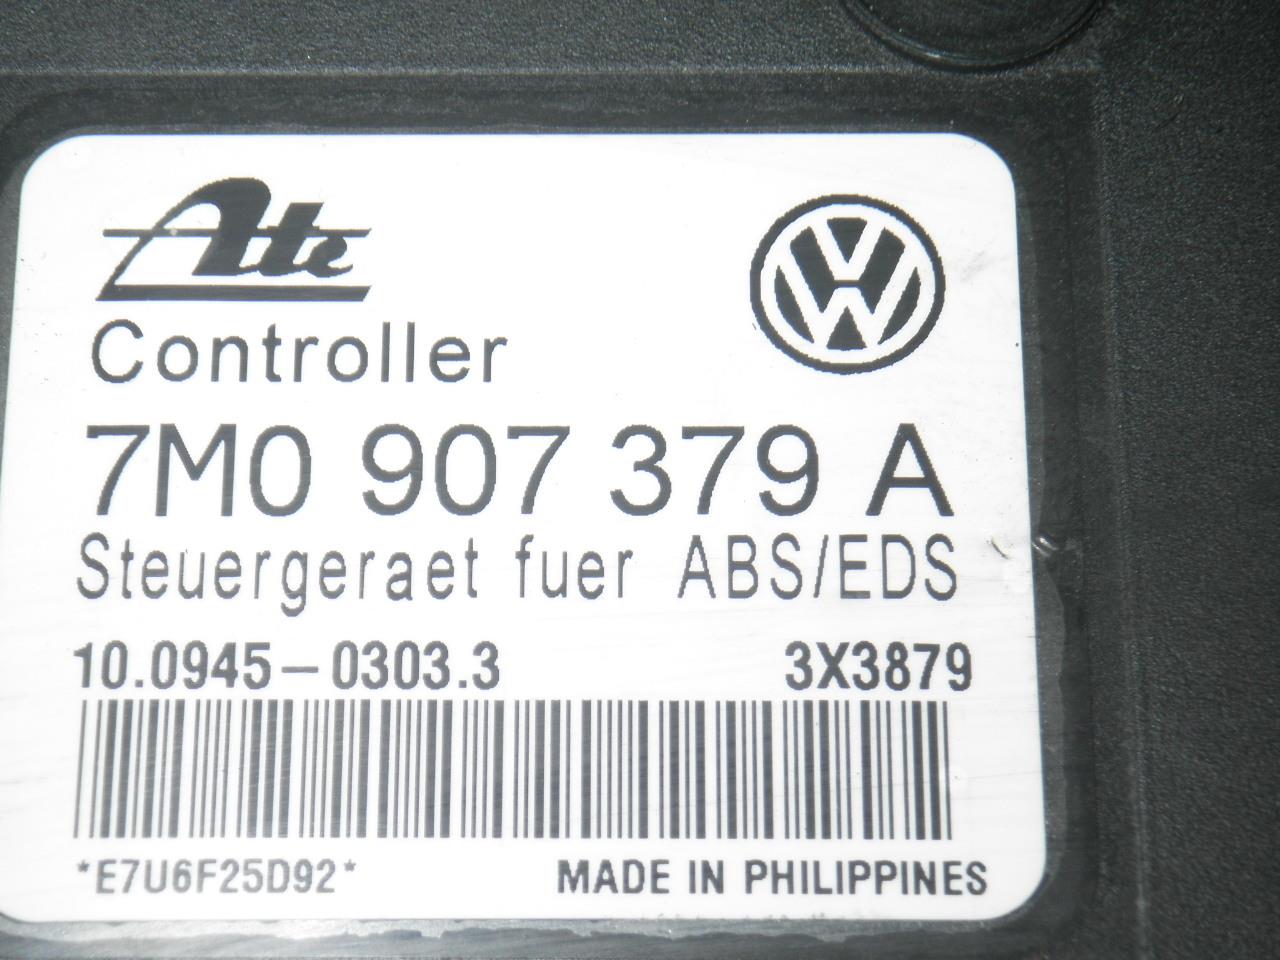 Ate
Controller
7M0 907 379 A
Steuergeraet fuer ABS/EDS
10.0945-0303.3 3X3879
*E7U6F25D92* MADE IN PHILIPPINES